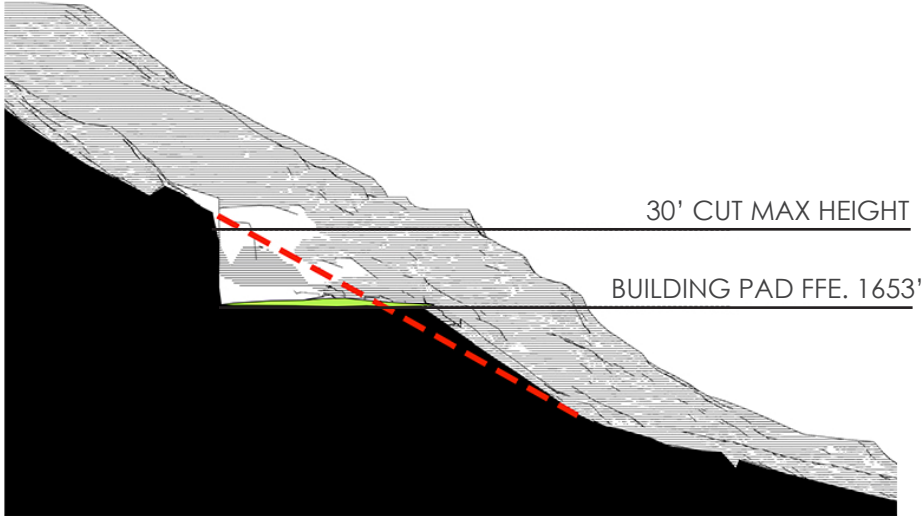 30’ CUT MAX HEIGHT
BUILDING PAD FFE. 1653’